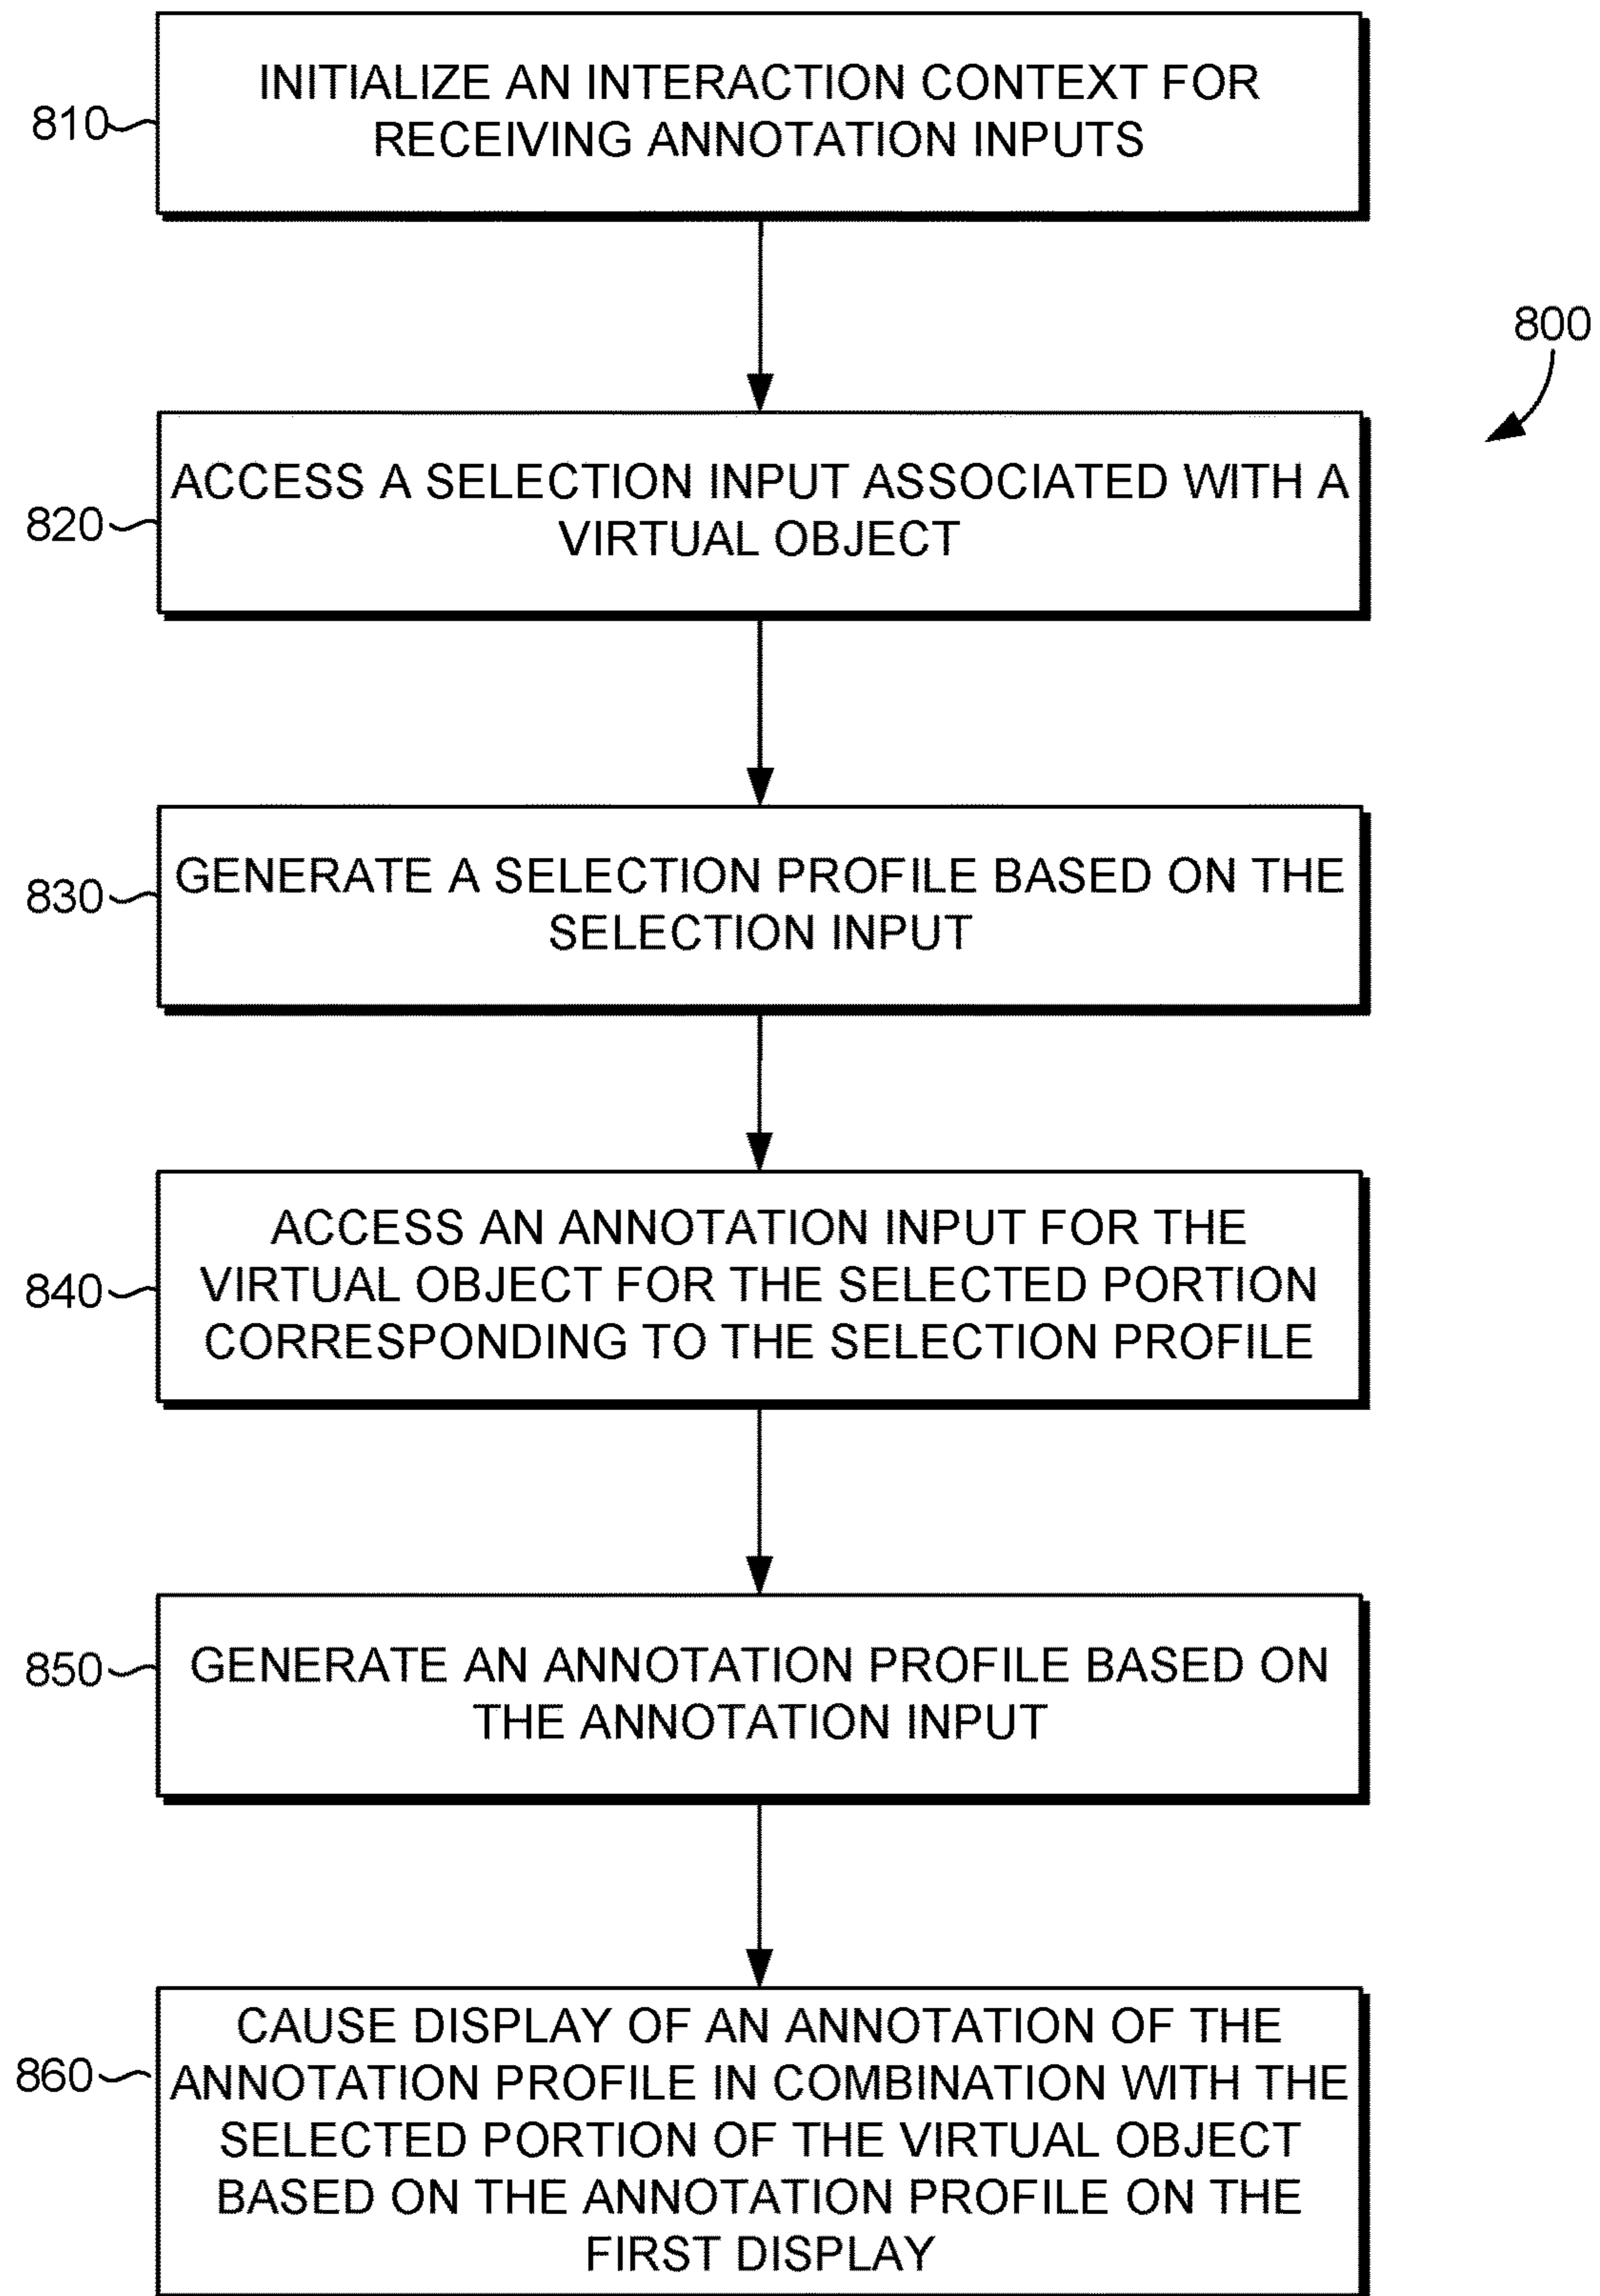 810
INITIALIZE AN INTERACTION CONTEXT FOR
RECEIVING ANNOTATION INPUTS
800
820
ACCESS A SELECTION INPUT ASSOCIATED WITH A
VIRTUAL OBJECT
830
GENERATE A SELECTION PROFILE BASED ON THE
SELECTION INPUT
840
ACCESS AN ANNOTATION INPUT FOR THE
VIRTUAL OBJECT FOR THE SELECTED PORTION
CORRESPONDING TO THE SELECTION PROFILE
850
GENERATE AN ANNOTATION PROFILE BASED ON
THE ANNOTATION INPUT
860
CAUSE DISPLAY OF AN ANNOTATION OF THE
ANNOTATION PROFILE IN COMBINATION WITH THE
SELECTED PORTION OF THE VIRTUAL OBJECT
BASED ON THE ANNOTATION PROFILE ON THE
FIRST DISPLAY